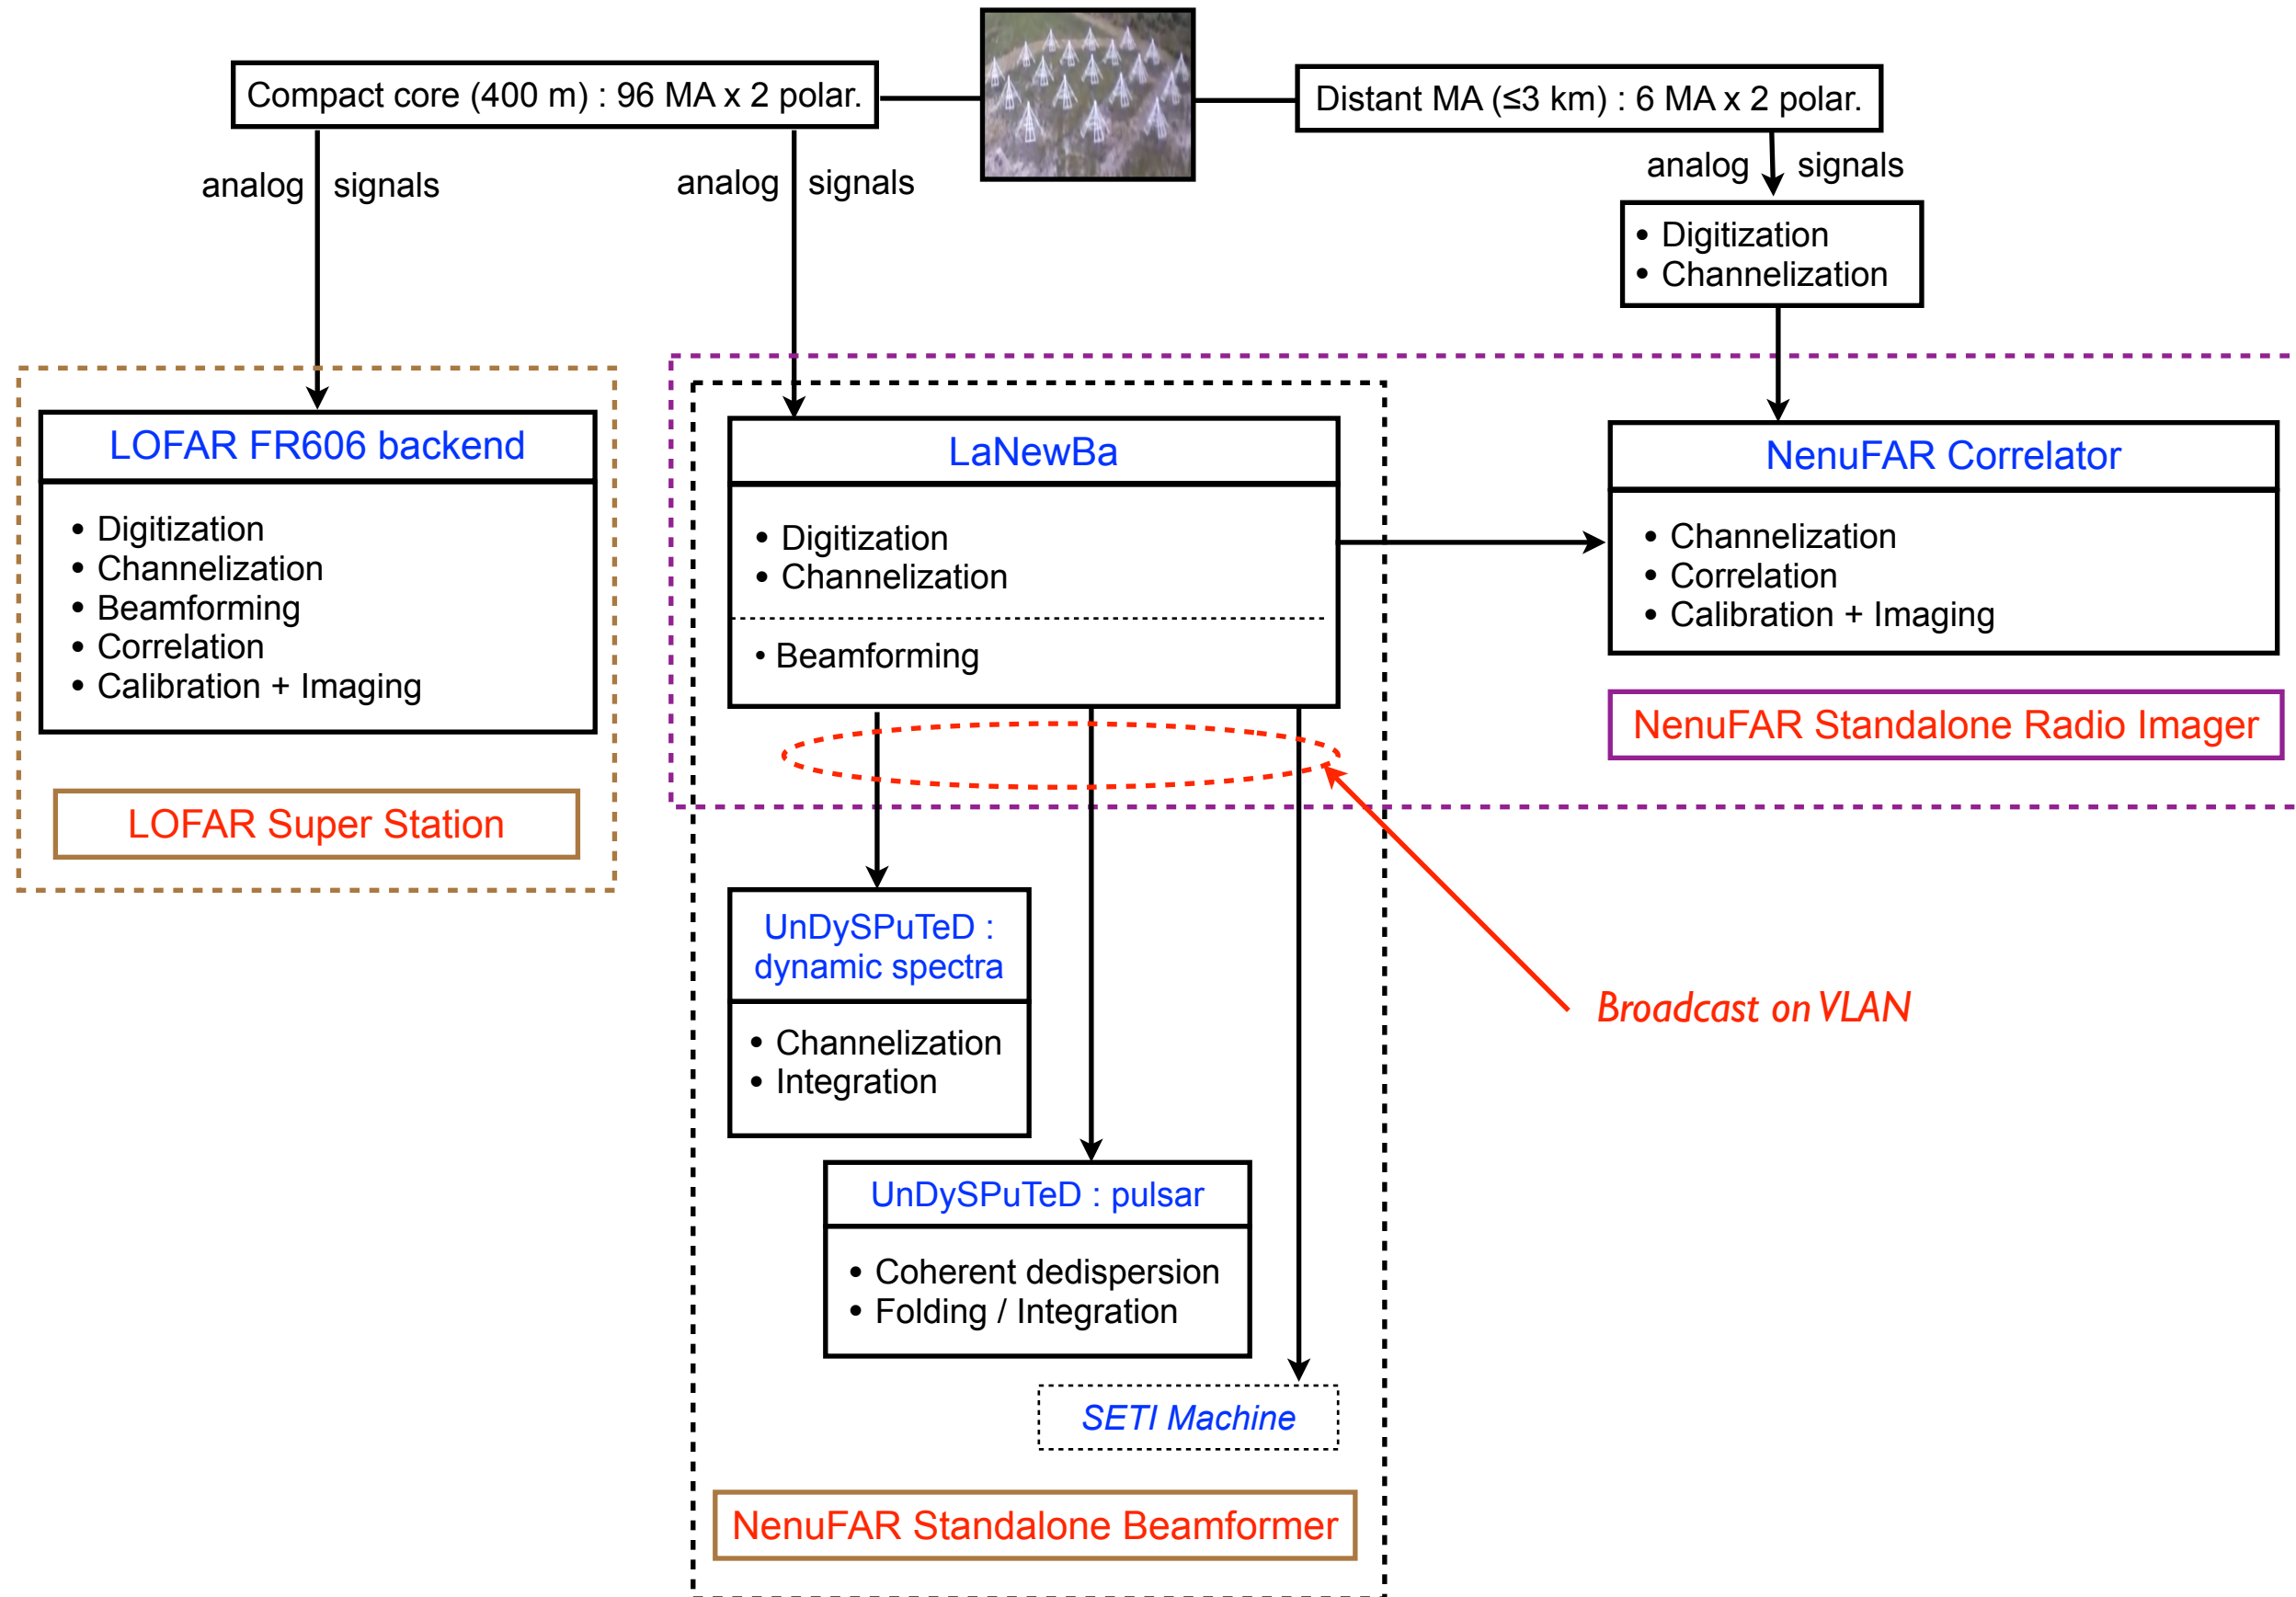 Compact core (400 m) : 96 MA x 2 polar.
Distant MA (≤3 km) : 6 MA x 2 polar.
analog signals
analog signals
analog signals
• Digitization
• Channelization
LOFAR FR606 backend
• Digitization
• Channelization
• Beamforming
• Correlation
• Calibration + Imaging
LOFAR Super Station
LaNewBa
• Digitization
• Channelization
• Beamforming
NenuFAR Correlator
• Channelization
• Correlation
• Calibration + Imaging
NenuFAR Standalone Radio Imager
UnDySPuTeD :
dynamic spectra
• Channelization
• Integration
Broadcast on VLAN
UnDySPuTeD : pulsar
• Coherent dedispersion
• Folding / Integration
SETI Machine
NenuFAR Standalone Beamformer